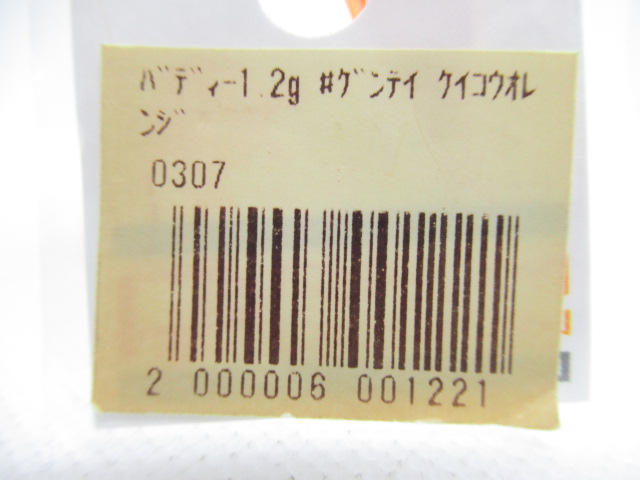 ﾊﾞﾃﾞｨｰ1.2g #ｹﾞﾝﾃｲ ｹｲｺｳｵﾚ
ﾝｼﾞ
0307
2 000006 001221